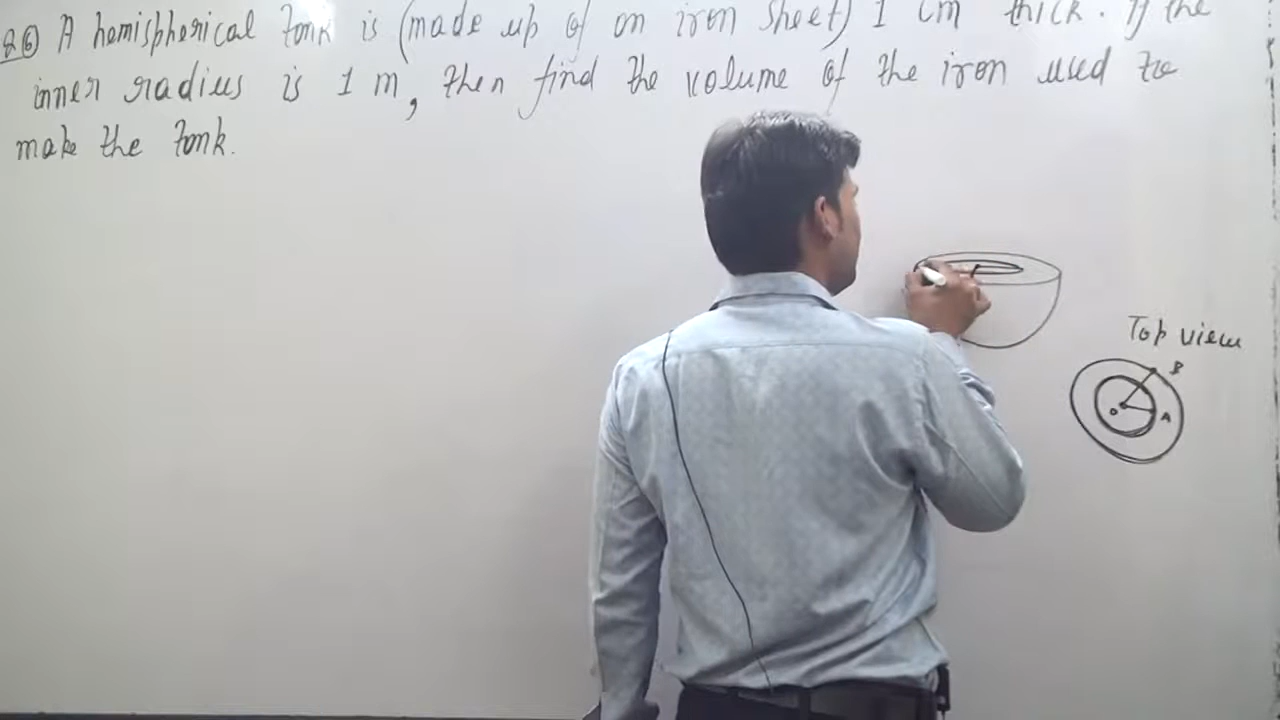 Q⑥ A hemispherical Tank is (made up of an iron sheet) 1 cm thick. If the
inner radius is 1 m, then find the volume of the iron used to
make the Tank.
Top view
B
O A